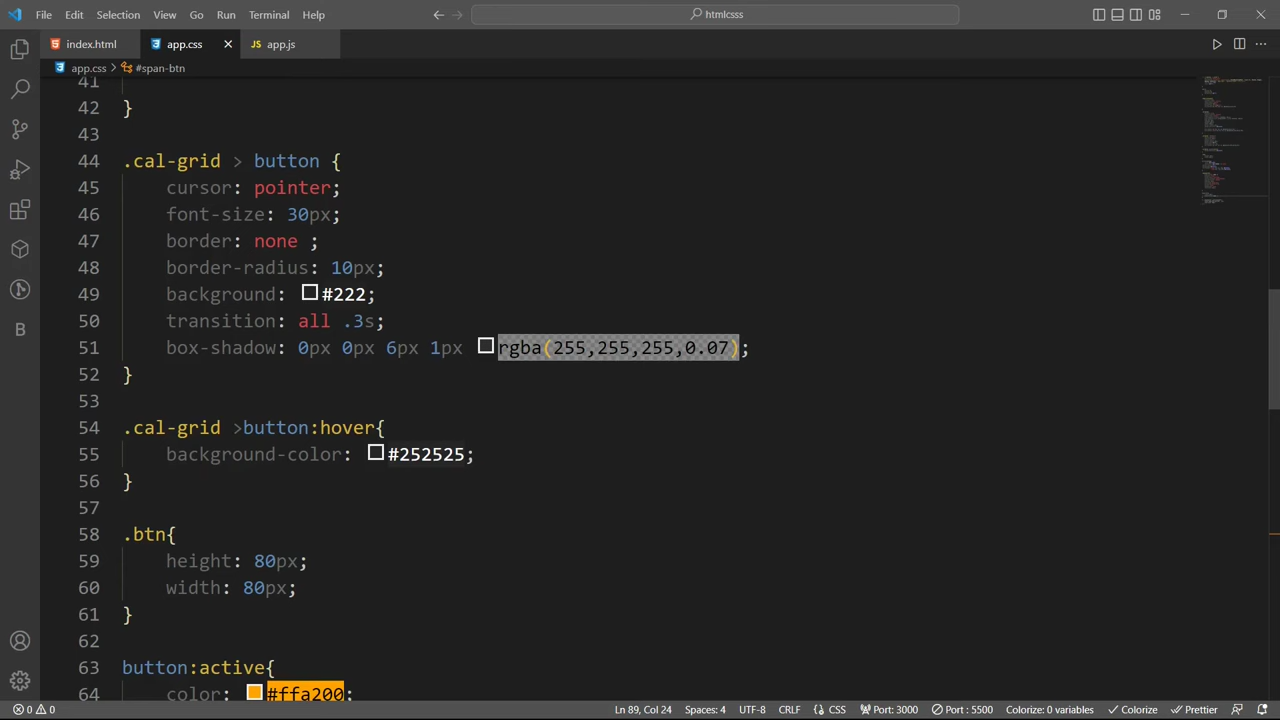 File Edit Selection View Go Run Terminal Help
htmlcsss
index.html app.css JS app.js
app.css > #span-btn
41
42 }
43
44 .cal-grid > button {
45 cursor: pointer;
46 font-size: 30px;
47 border: none ;
48 border-radius: 10px;
49 background: #222;
50 transition: all .3s;
51 box-shadow: 0px 0px 6px 1px rgba(255,255,255,0.07);
52 }
53
54 .cal-grid >button:hover{
55 background-color: #252525;
56 }
57
58 .btn{
59 height: 80px;
60 width: 80px;
61 }
62
63 button:active{
64 color: #ffa200;
B
0 0 Ln 89, Col 24 Spaces: 4 UTF-8 CRLF CSS Port: 3000 Port : 5500 Colorize: 0 variables Colorize Prettier